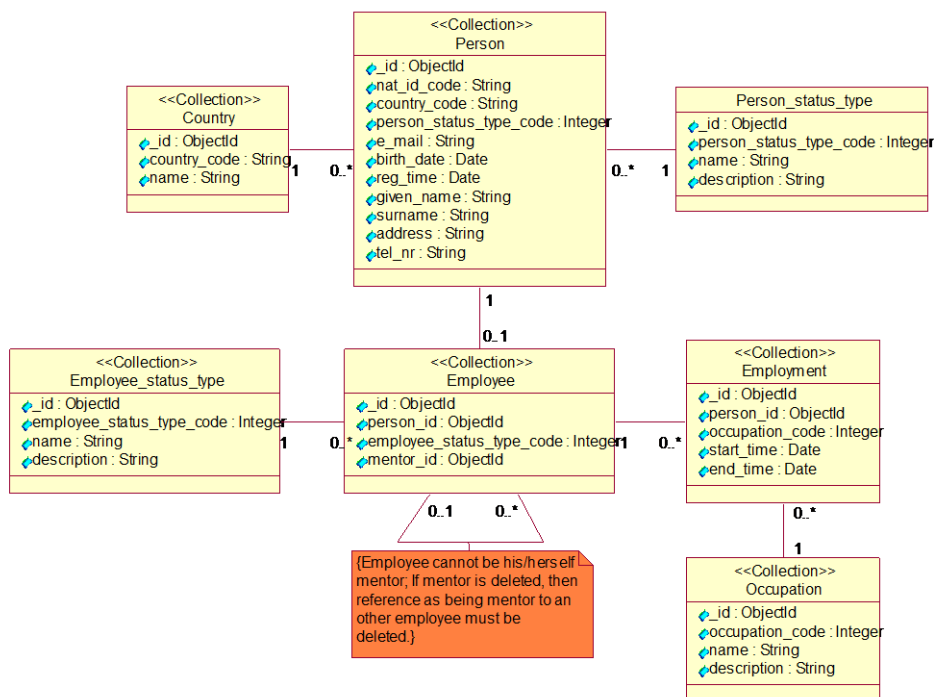 <<Collection>>
Person
_id : ObjectId
nat_id_code : String
country_code : String
person_status_type_code : Integer
e_mail : String
birth_date : Date
reg_time : Date
given_name : String
surname : String
address : String
tel_nr : String
<<Collection>>
Country
_id : ObjectId
country_code : String
name : String
1
0..*
Person_status_type
_id : ObjectId
person_status_type_code : Integer
name : String
description : String
0..*
1
1
0..1
<<Collection>>
Employee_status_type
_id : ObjectId
employee_status_type_code : Integer
name : String
description : String
1
0..*
<<Collection>>
Employee
_id : ObjectId
person_id : ObjectId
employee_status_type_code : Integer
mentor_id : ObjectId
1
0..*
<<Collection>>
Employment
_id : ObjectId
person_id : ObjectId
occupation_code : Integer
start_time : Date
end_time : Date
0..1
0..*
{Employee cannot be his/herself
mentor; If mentor is deleted, then
reference as being mentor to an
other employee must be
deleted.}
0..*
1
<<Collection>>
Occupation
_id : ObjectId
occupation_code : Integer
name : String
description : String